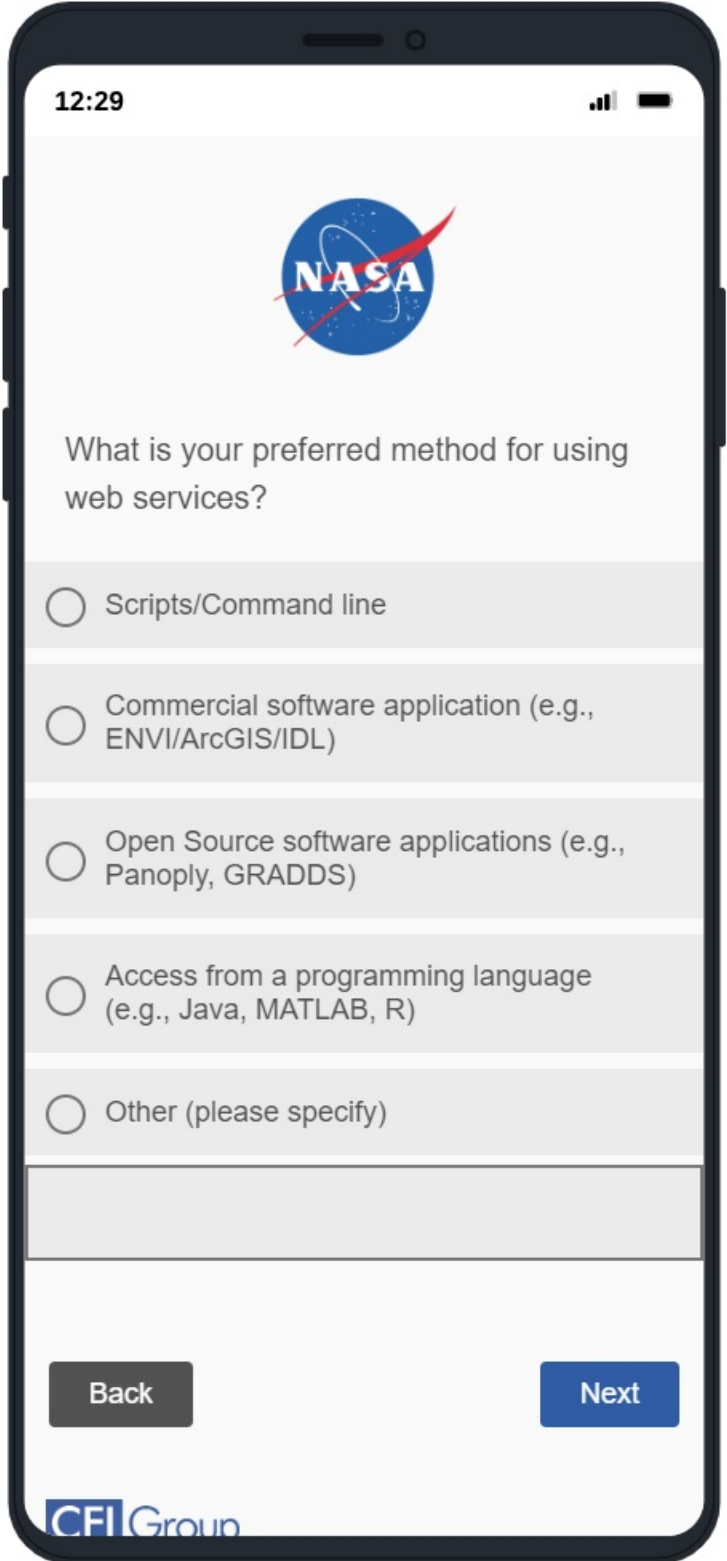 12:29
NASA
What is your preferred method for using
web services?
Scripts/Command line
Commercial software application (e.g.,
ENVI/ArcGIS/IDL)
Open Source software applications (e.g.,
Panoply, GRADDS)
Access from a programming language
(e.g., Java, MATLAB, R)
Other (please specify)
Back
Next
CFI Group